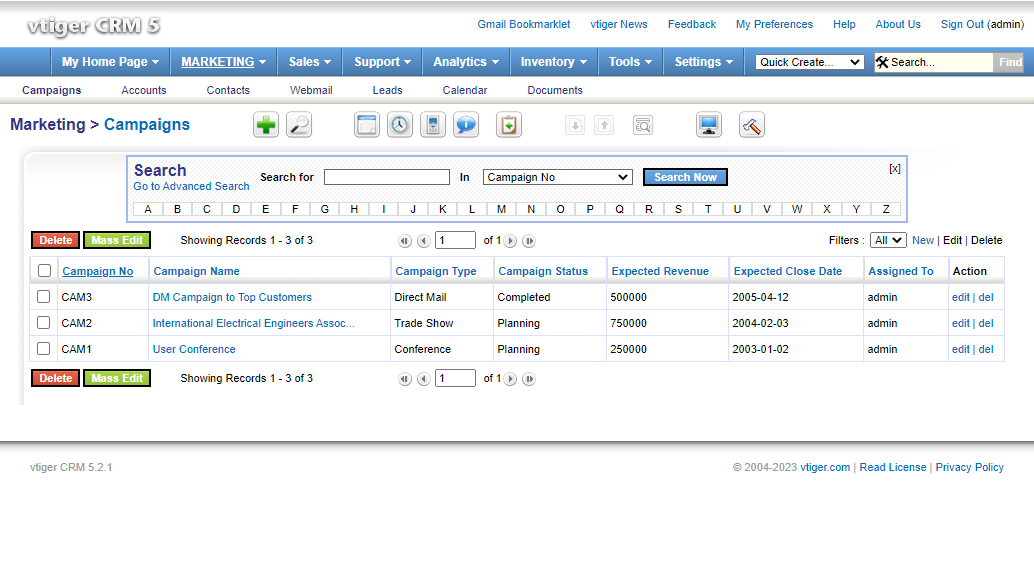 vtiger CRM 5
Gmail Bookmarklet vtiger News Feedback My Preferences Help About Us Sign Out (admin)
My Home Page MARKETING Sales Support Analytics Inventory Tools Settings Quick Create... Search... Find
Campaigns Accounts Contacts Webmail Leads Calendar Documents
Marketing > Campaigns
Search
Go to Advanced Search
Search for In Campaign No Search Now [x]
A B C D E F G H I J K L M N O P Q R S T U V W X Y Z
Delete Mass Edit Showing Records 1 - 3 of 3 1 of 1 Filters : All New | Edit | Delete
Campaign No Campaign Name Campaign Type Campaign Status Expected Revenue Expected Close Date Assigned To Action
CAM3 DM Campaign to Top Customers Direct Mail Completed 500000 2005-04-12 admin edit | del
CAM2 International Electrical Engineers Assoc... Trade Show Planning 750000 2004-02-03 admin edit | del
CAM1 User Conference Conference Planning 250000 2003-01-02 admin edit | del
Delete Mass Edit Showing Records 1 - 3 of 3 1 of 1
vtiger CRM 5.2.1 © 2004-2023 vtiger.com | Read License | Privacy Policy